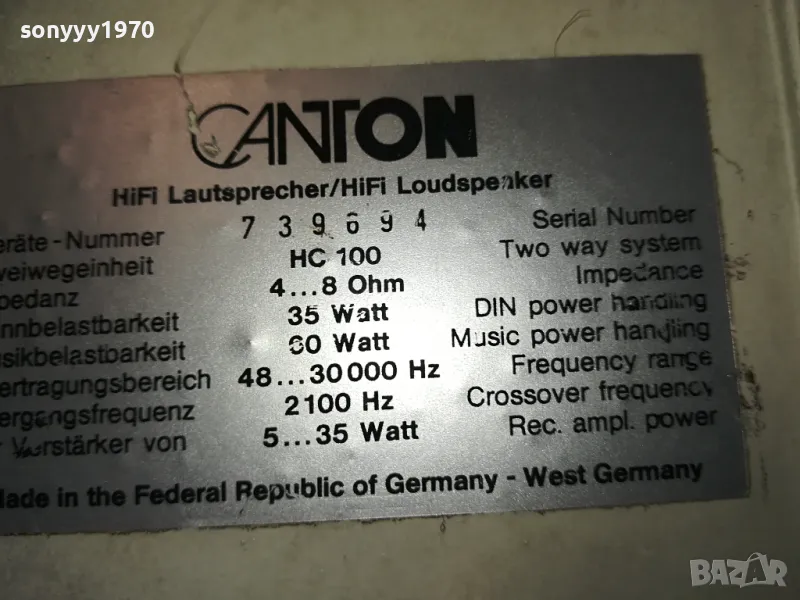 sonyyy1970
CANTON
HiFi Lautsprecher/HiFi Loudspeaker
eräte-Nummer 739694 Serial Number
weiwegeinheit HC 100 Two way system
pedanz 4...8 Ohm Impedance
nnbelastbarkeit 35 Watt DIN power handling
usikbelastbarkeit 60 Watt Music power handling
ertragungsbereich 48...30000 Hz Frequency range
ergangsfrequenz 2100 Hz Crossover frequency
r Verstärker von 5...35 Watt Rec. ampl. power
Made in the Federal Republic of Germany - West Germany
BAZAR